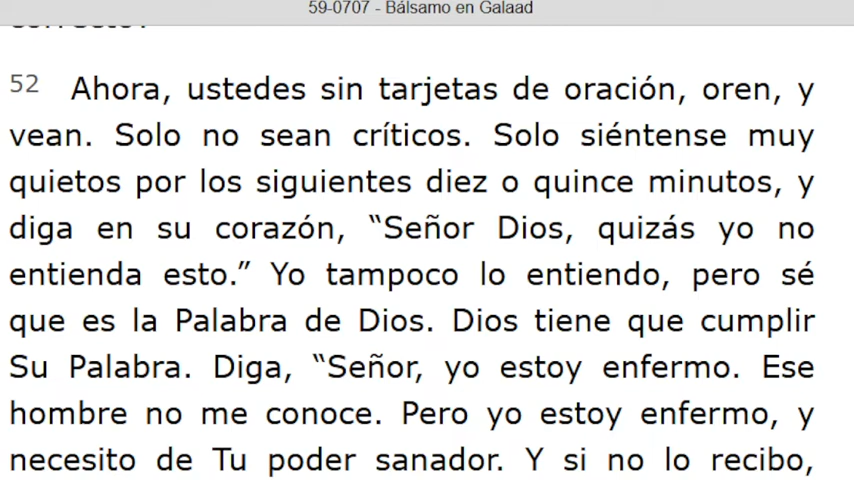 59-0707 - Bálsamo en Galaad
52 Ahora, ustedes sin tarjetas de oración, oren, y
vean. Solo no sean críticos. Solo siéntense muy
quietos por los siguientes diez o quince minutos, y
diga en su corazón, “Señor Dios, quizás yo no
entienda esto.” Yo tampoco lo entiendo, pero sé
que es la Palabra de Dios. Dios tiene que cumplir
Su Palabra. Diga, “Señor, yo estoy enfermo. Ese
hombre no me conoce. Pero yo estoy enfermo, y
necesito de Tu poder sanador. Y si no lo recibo,